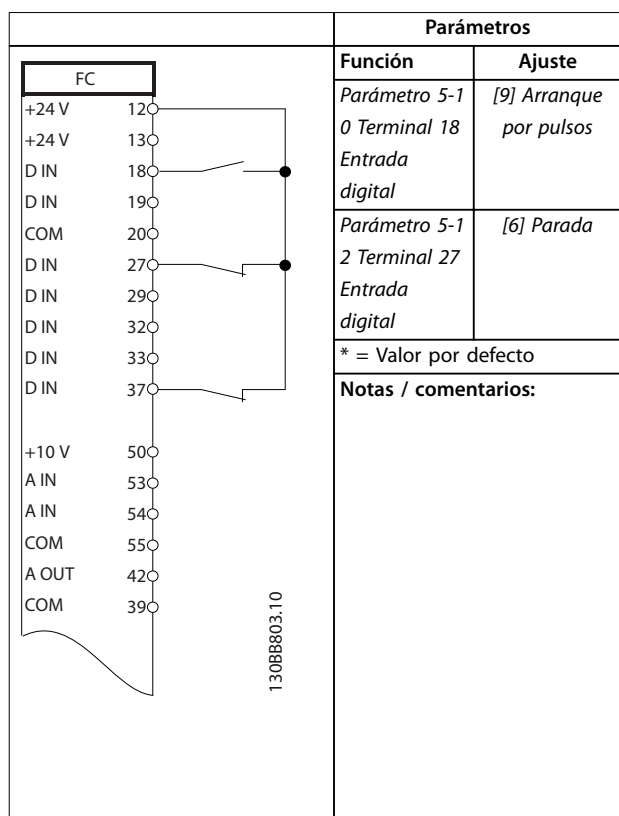 Parámetros
Función Ajuste
Parámetro 5-1
0 Terminal 18
Entrada
digital
[9] Arranque
por pulsos
Parámetro 5-1
2 Terminal 27
Entrada
digital
[6] Parada
* = Valor por defecto
Notas / comentarios:
FC
+24 V 12
+24 V 13
D IN 18
D IN 19
COM 20
D IN 27
D IN 29
D IN 32
D IN 33
D IN 37
+10 V 50
A IN 53
A IN 54
COM 55
A OUT 42
COM 39
130BB803.10